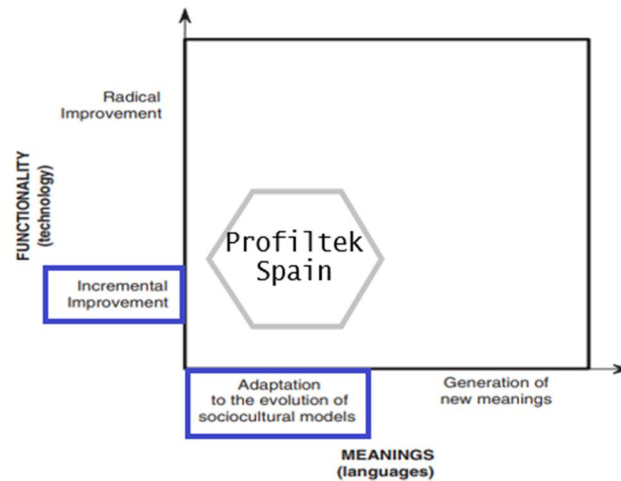 Radical
Improvement
FUNCTIONALITY
(technology)
Profiltek
Spain
Incremental
Improvement
Adaptation
to the evolution of
sociocultural models
Generation of
new meanings
MEANINGS
(languages)